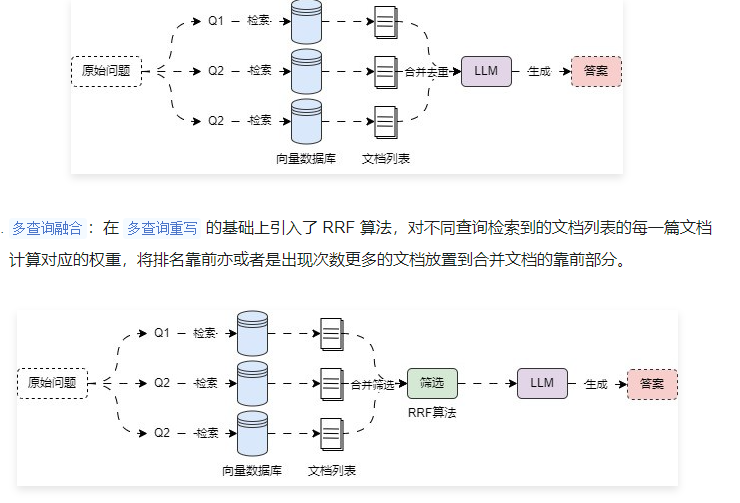 Q1 检索
原始问题 Q2 检索 合并去重 LLM 生成 答案
Q2 检索
向量数据库 文档列表
多查询融合：在 多查询重写 的基础上引入了 RRF 算法，对不同查询检索到的文档列表的每一篇文档
计算对应的权重，将排名靠前亦或者是出现次数更多的文档放置到合并文档的靠前部分。
Q1 检索
原始问题 Q2 检索 合并筛选 筛选 LLM 生成 答案
RRF算法
Q2 检索
向量数据库 文档列表